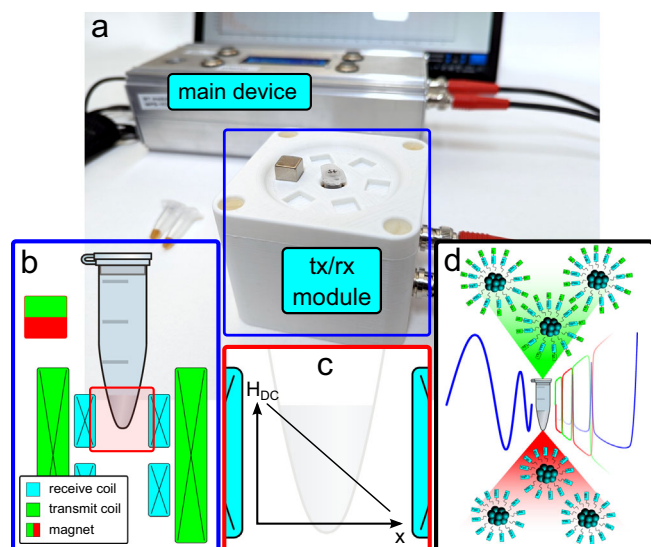 a
main device
tx/rx
module
b
receive coil
transmit coil
magnet
c
H_DC
x
d